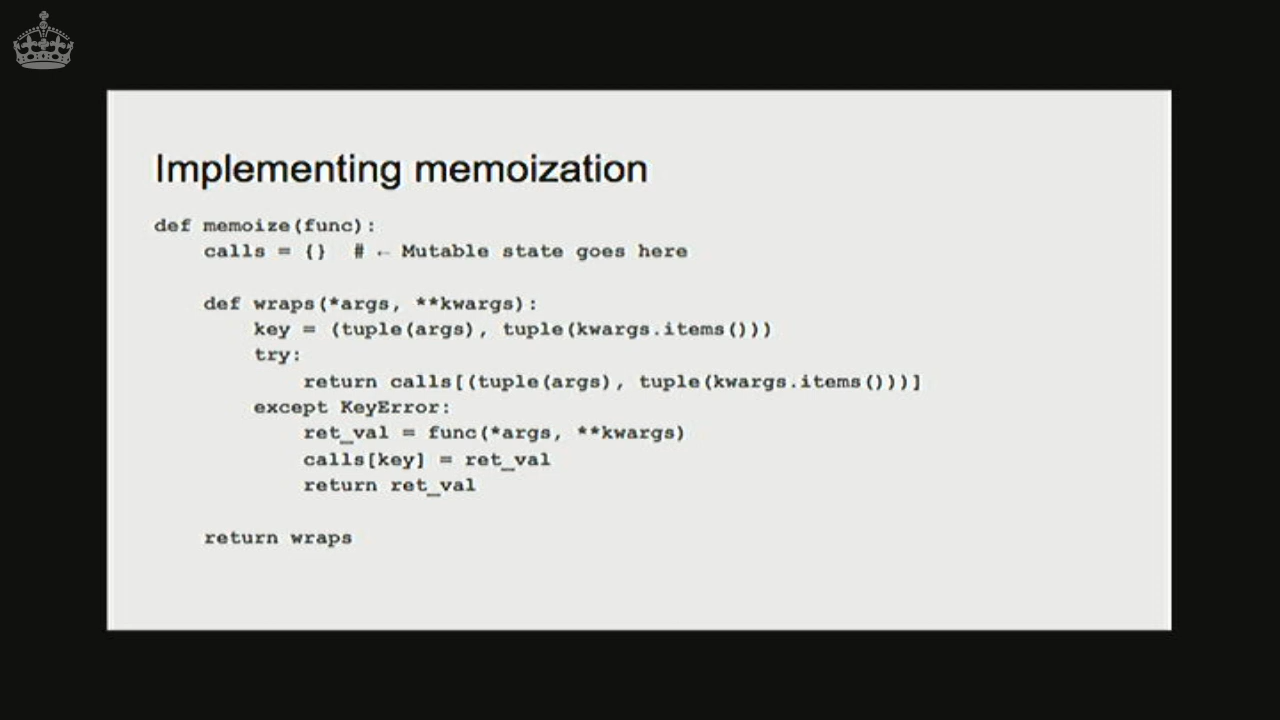 Implementing memoization
def memoize(func):
    calls = {}  # ← Mutable state goes here
    def wraps(*args, **kwargs):
        key = (tuple(args), tuple(kwargs.items()))
        try:
            return calls[(tuple(args), tuple(kwargs.items()))]
        except KeyError:
            ret_val = func(*args, **kwargs)
            calls[key] = ret_val
            return ret_val
    return wraps